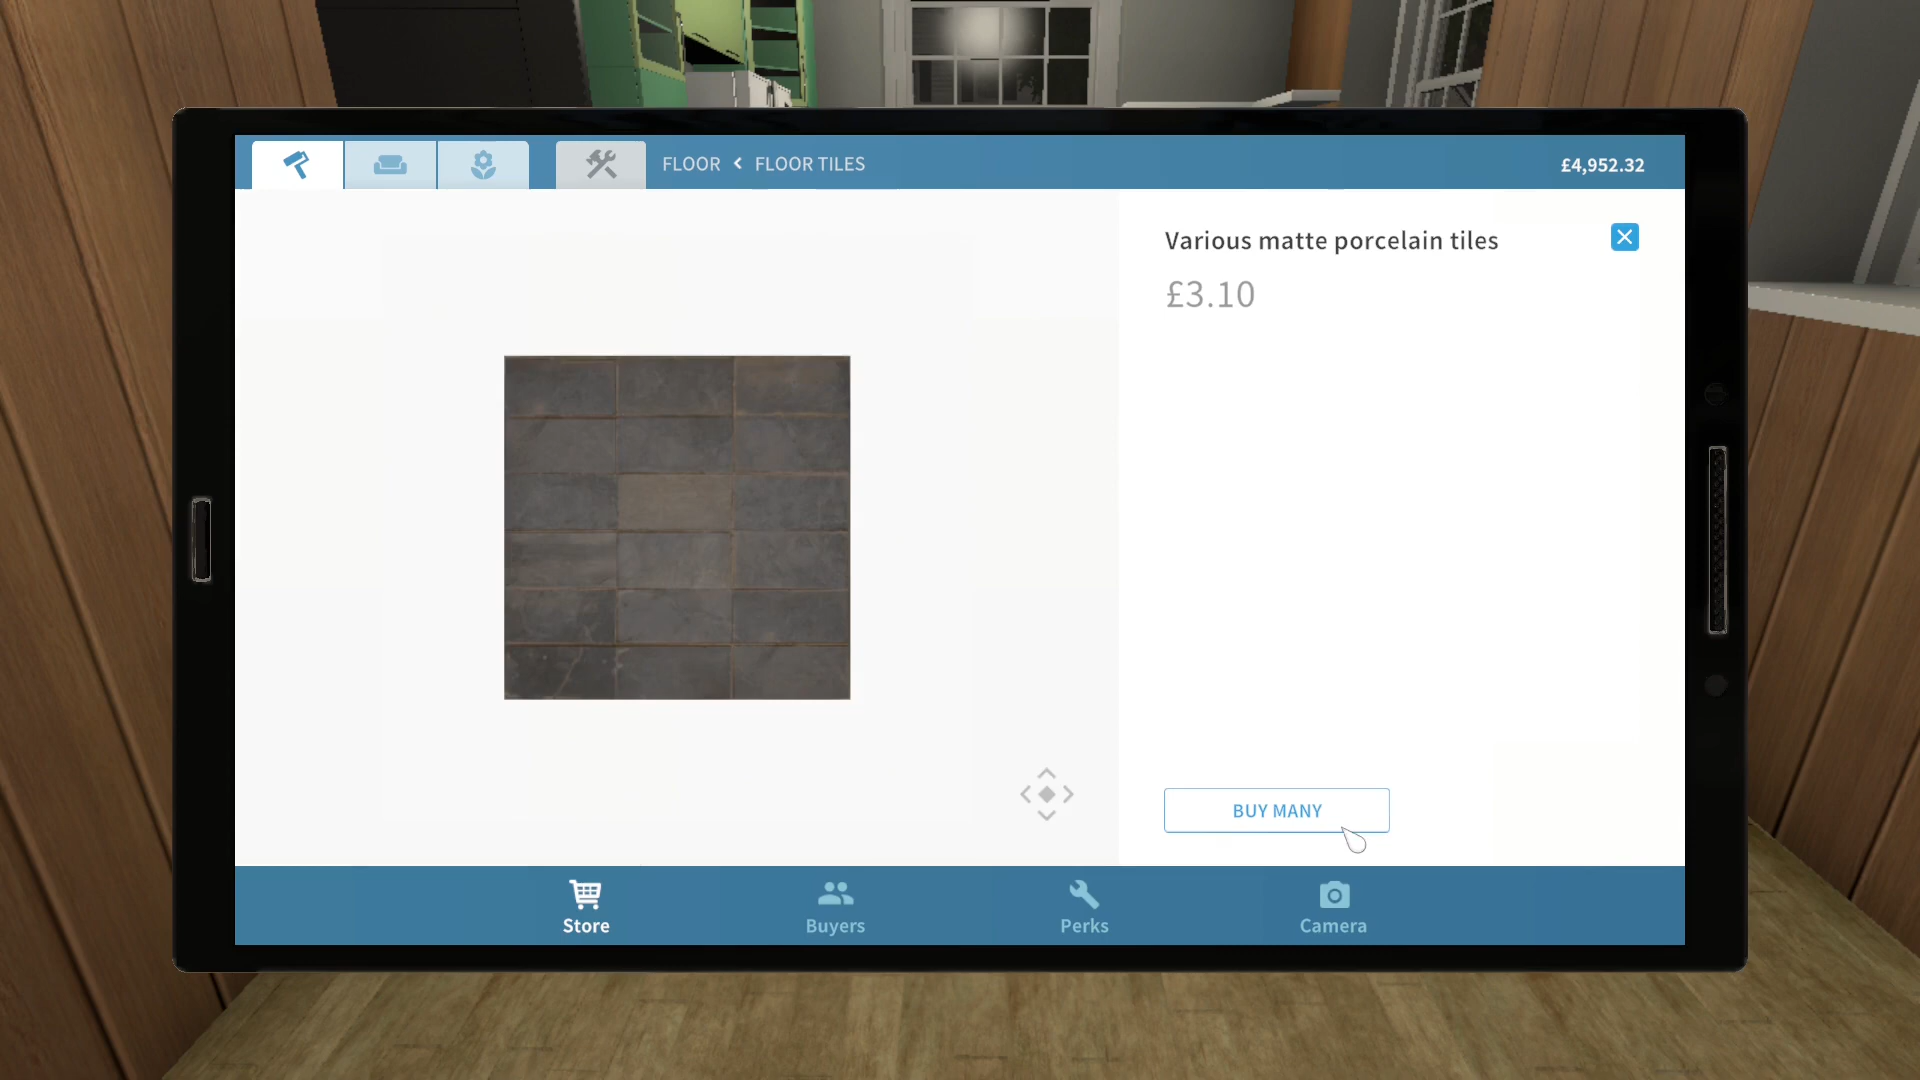 FLOOR < FLOOR TILES
£4,952.32
Various matte porcelain tiles
£3.10
BUY MANY
Store
Buyers
Perks
Camera